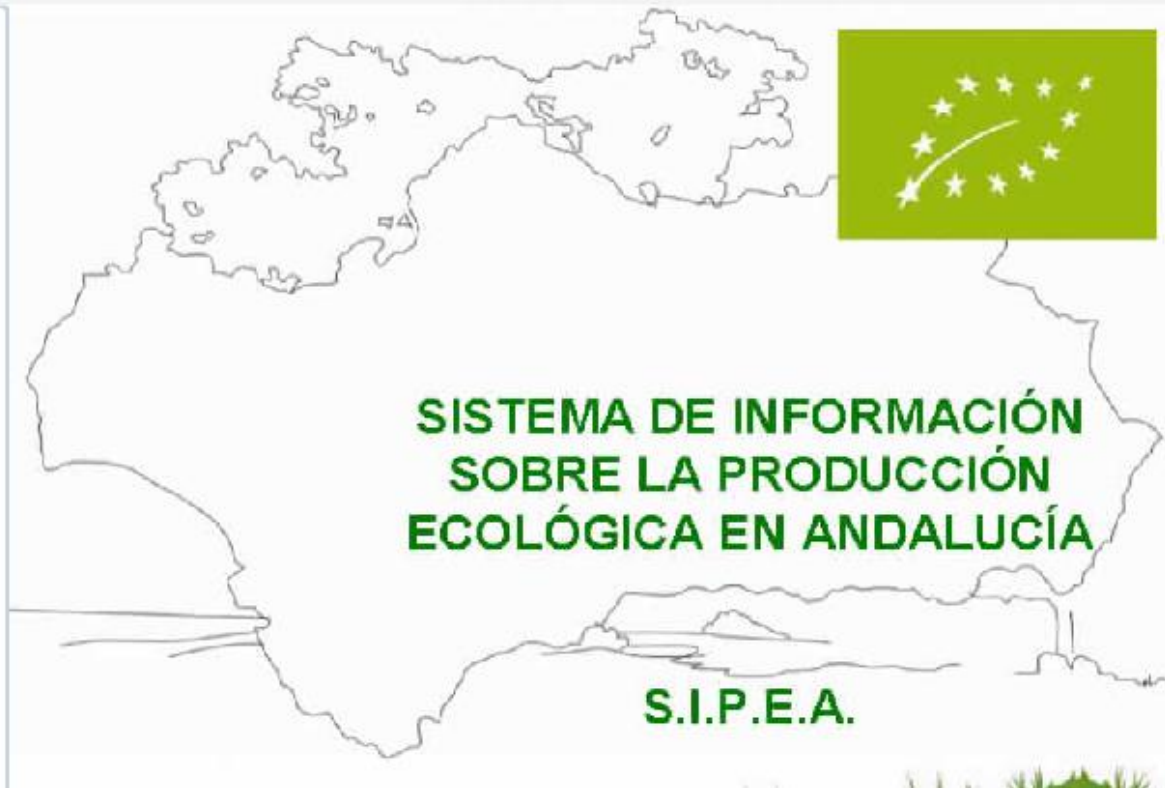 SISTEMA DE INFORMACIÓN
SOBRE LA PRODUCCIÓN
ECOLÓGICA EN ANDALUCÍA
S.I.P.E.A.